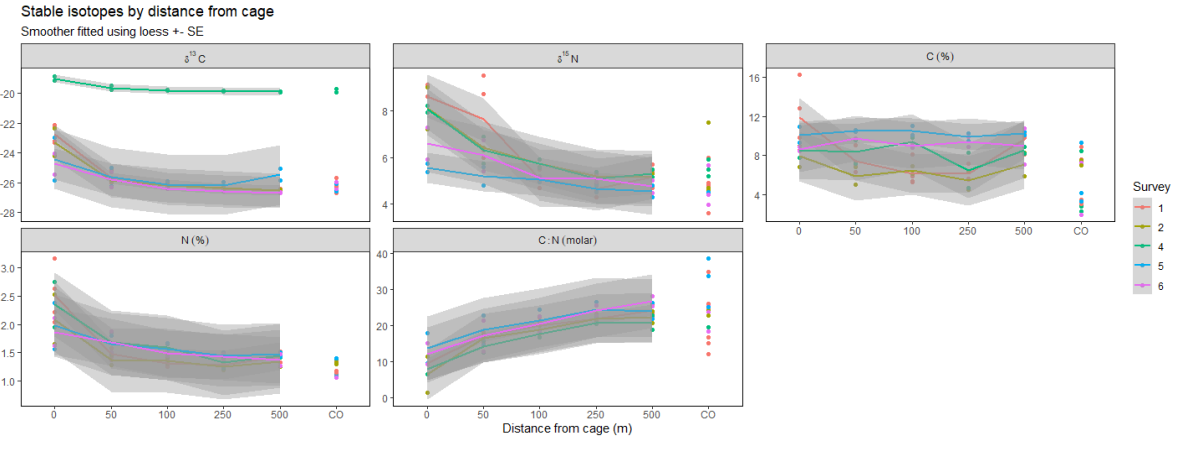 Stable isotopes by distance from cage
Smoother fitted using loess +- SE
δ¹³C
δ¹⁵N
C (%)
-20
-22
-24
-26
-28
8
6
4
16
12
8
4
0 50 100 250 500 CO
N (%)
C:N (molar)
3.0
2.5
2.0
1.5
1.0
40
30
20
10
0
0 50 100 250 500 CO
0 50 100 250 500 CO
Distance from cage (m)
Survey
1
2
4
5
6